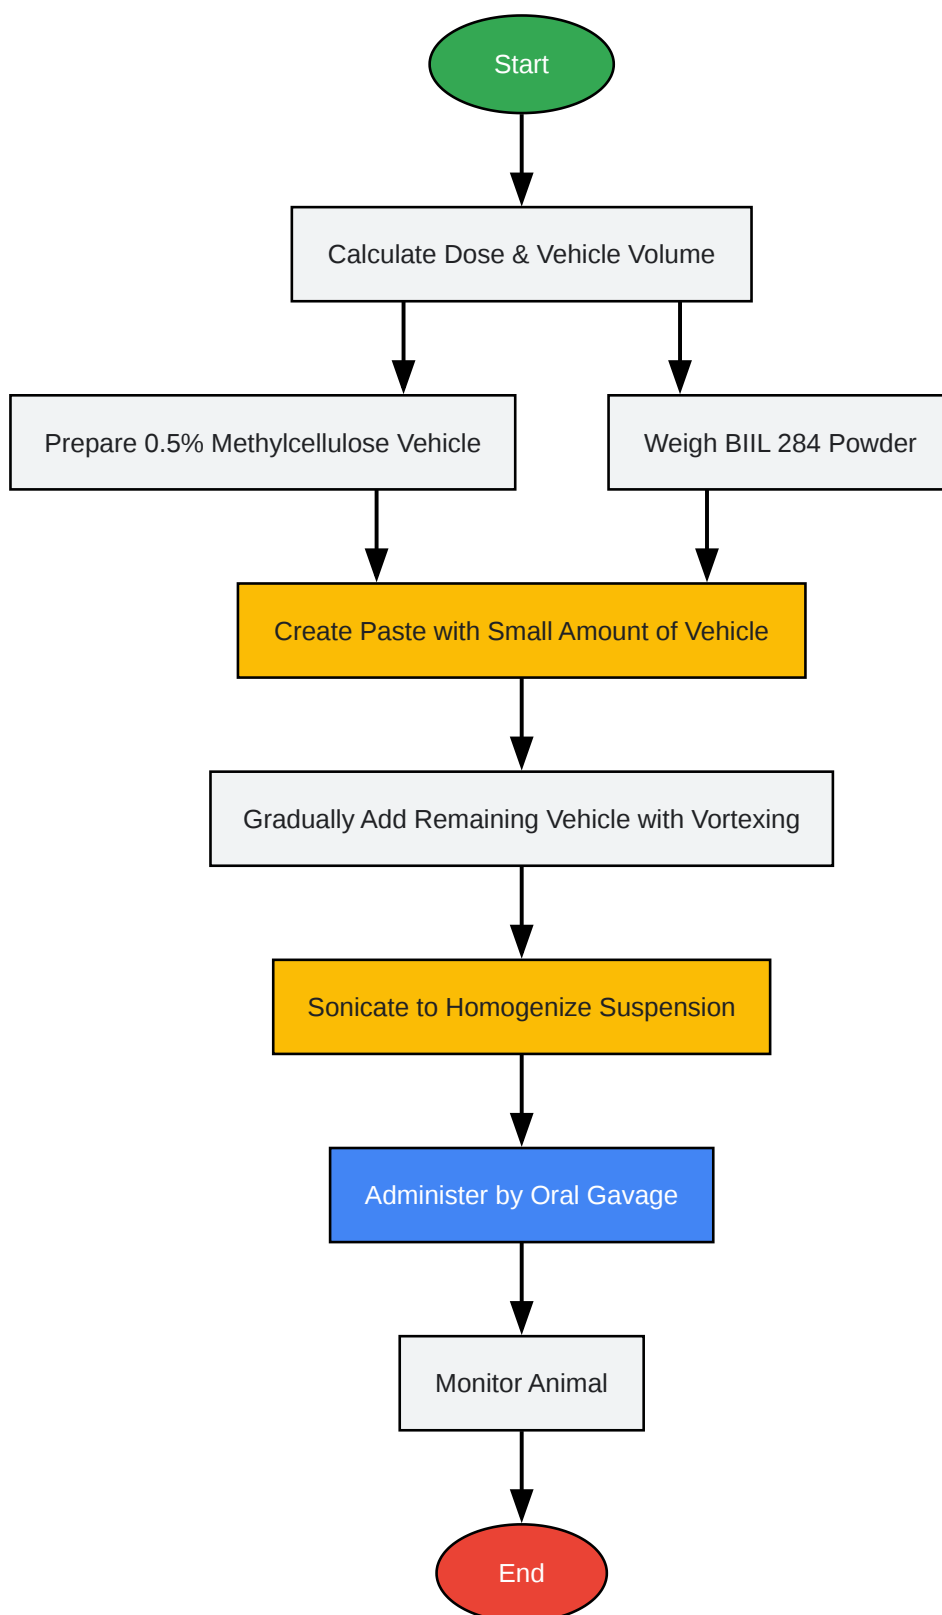 Start
Calculate Dose & Vehicle Volume
Prepare 0.5% Methylcellulose Vehicle
Weigh BIIL 284 Powder
Create Paste with Small Amount of Vehicle
Gradually Add Remaining Vehicle with Vortexing
Sonicate to Homogenize Suspension
Administer by Oral Gavage
Monitor Animal
End